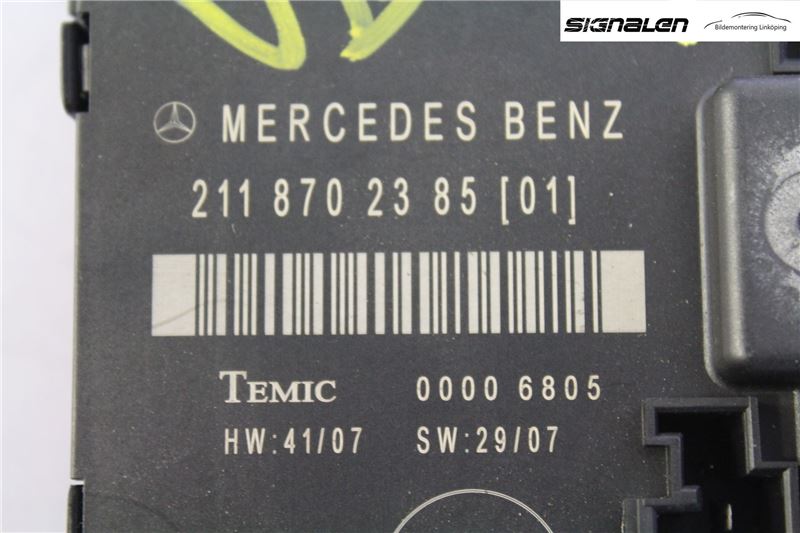 SIGNALEN
Bildemontering Linköping
MERCEDES BENZ
211 870 23 85 [01]
TEMIC 0000 6805
HW:41/07 SW:29/07